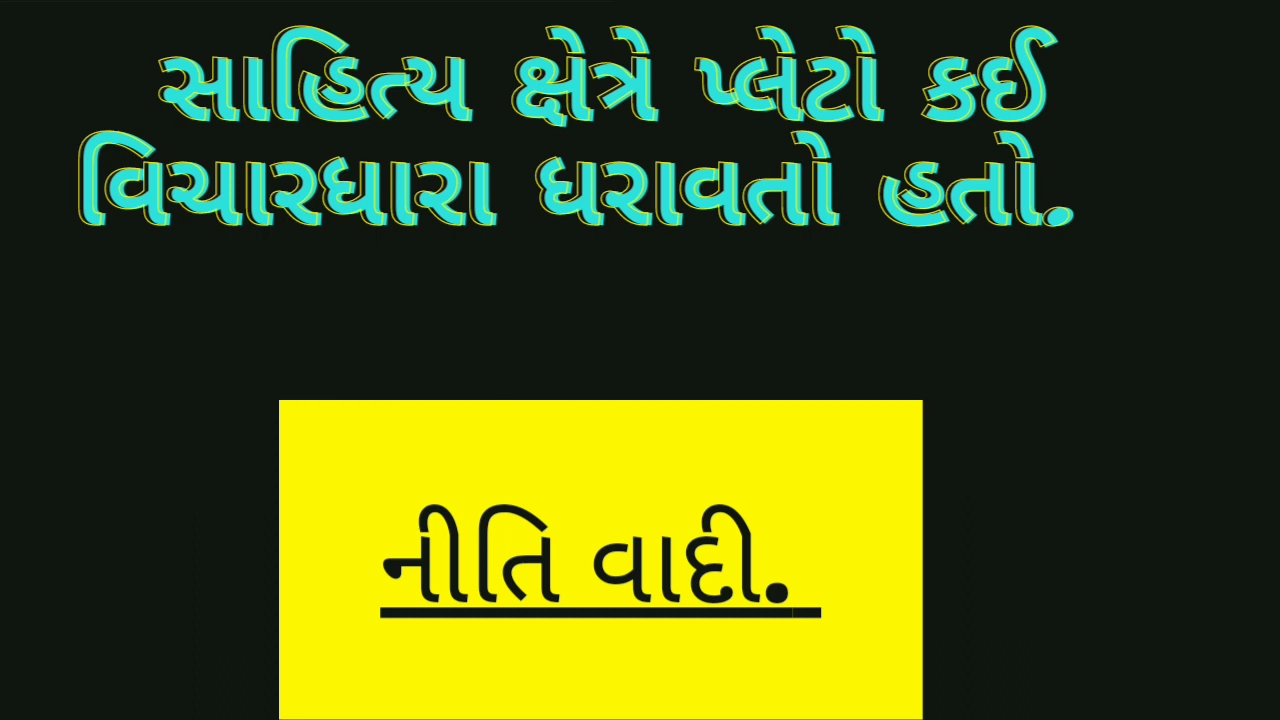 સાહિત્ય ક્ષેત્રે પ્લેટો કઈ
વિચારધારા ધરાવતો હતો.
નીતિ વાદી.